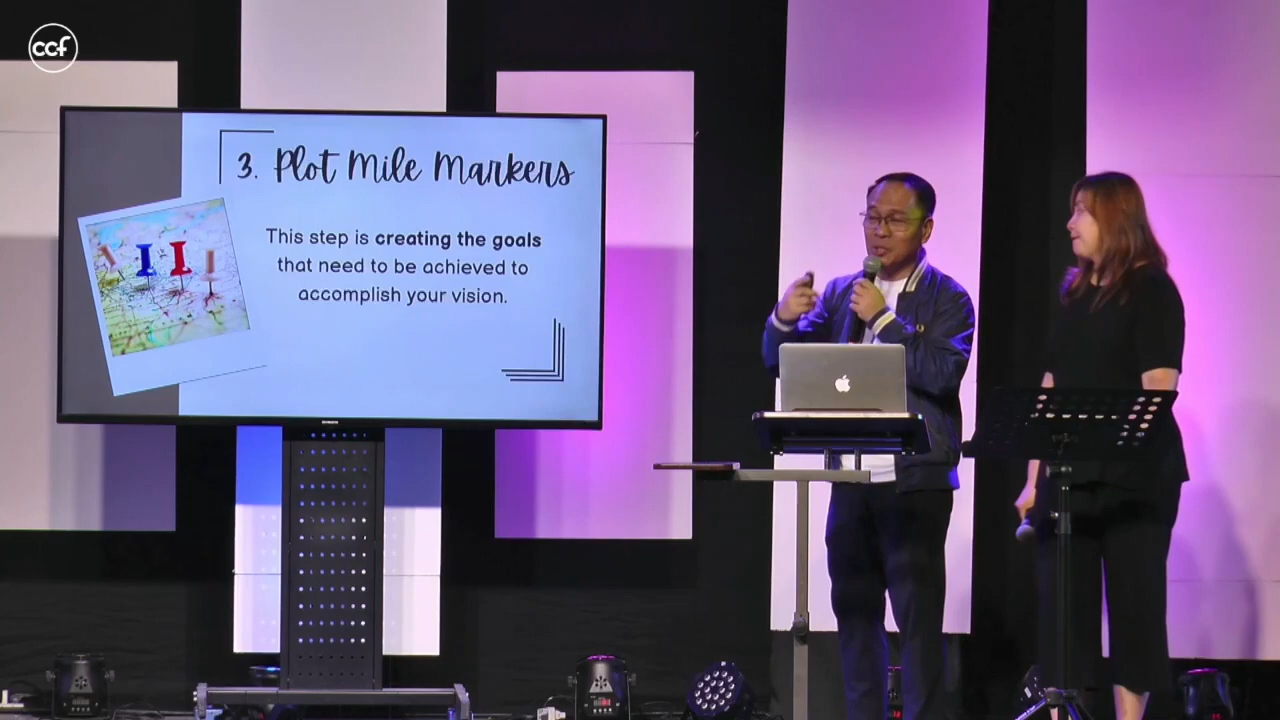 ccf
3. Plot Mile Markers
This step is creating the goals
that need to be achieved to
accomplish your vision.